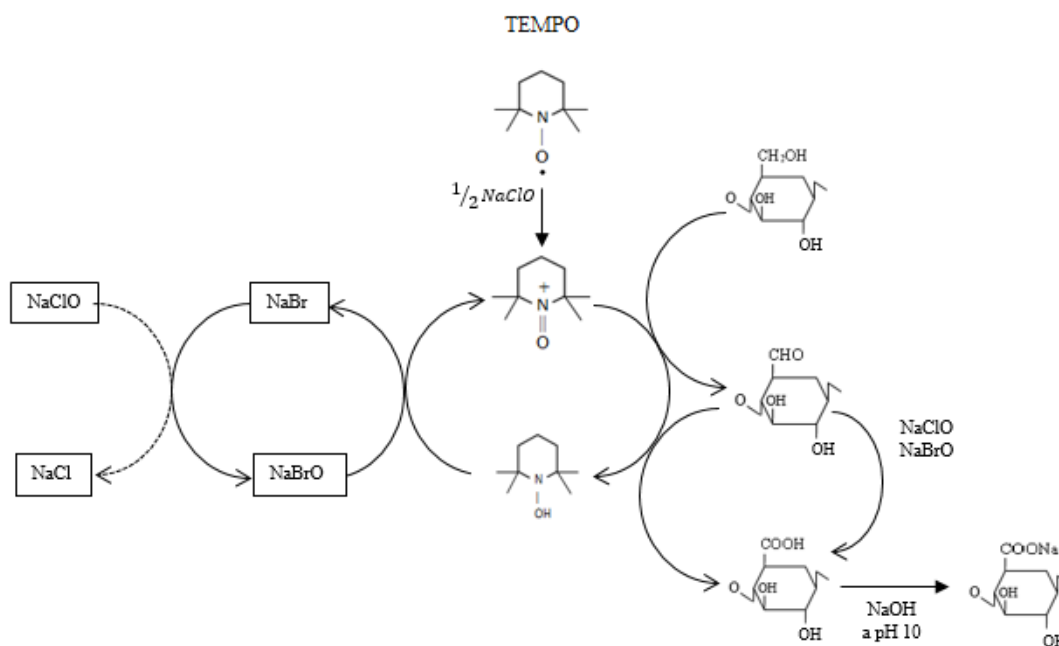 TEMPO
N
O
•
1/2 NaClO
CH₂OH
O
OH
OH
N
+
O
NaClO
NaBr
CHO
O
OH
OH
NaClO
NaBrO
NaCl
NaBrO
N
OH
COOH
O
OH
OH
NaOH
a pH 10
COONa
O
OH
OH